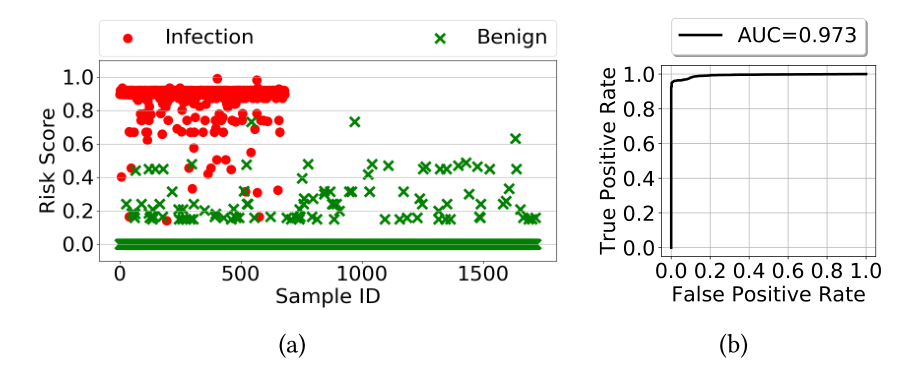 Infection Benign
1.0
0.8
0.6
0.4
0.2
0.0
Risk Score
0 500 1000 1500
Sample ID
(a)
AUC=0.973
1.0
0.8
0.6
0.4
0.2
0.0
True Positive Rate
0.0 0.2 0.4 0.6 0.8 1.0
False Positive Rate
(b)